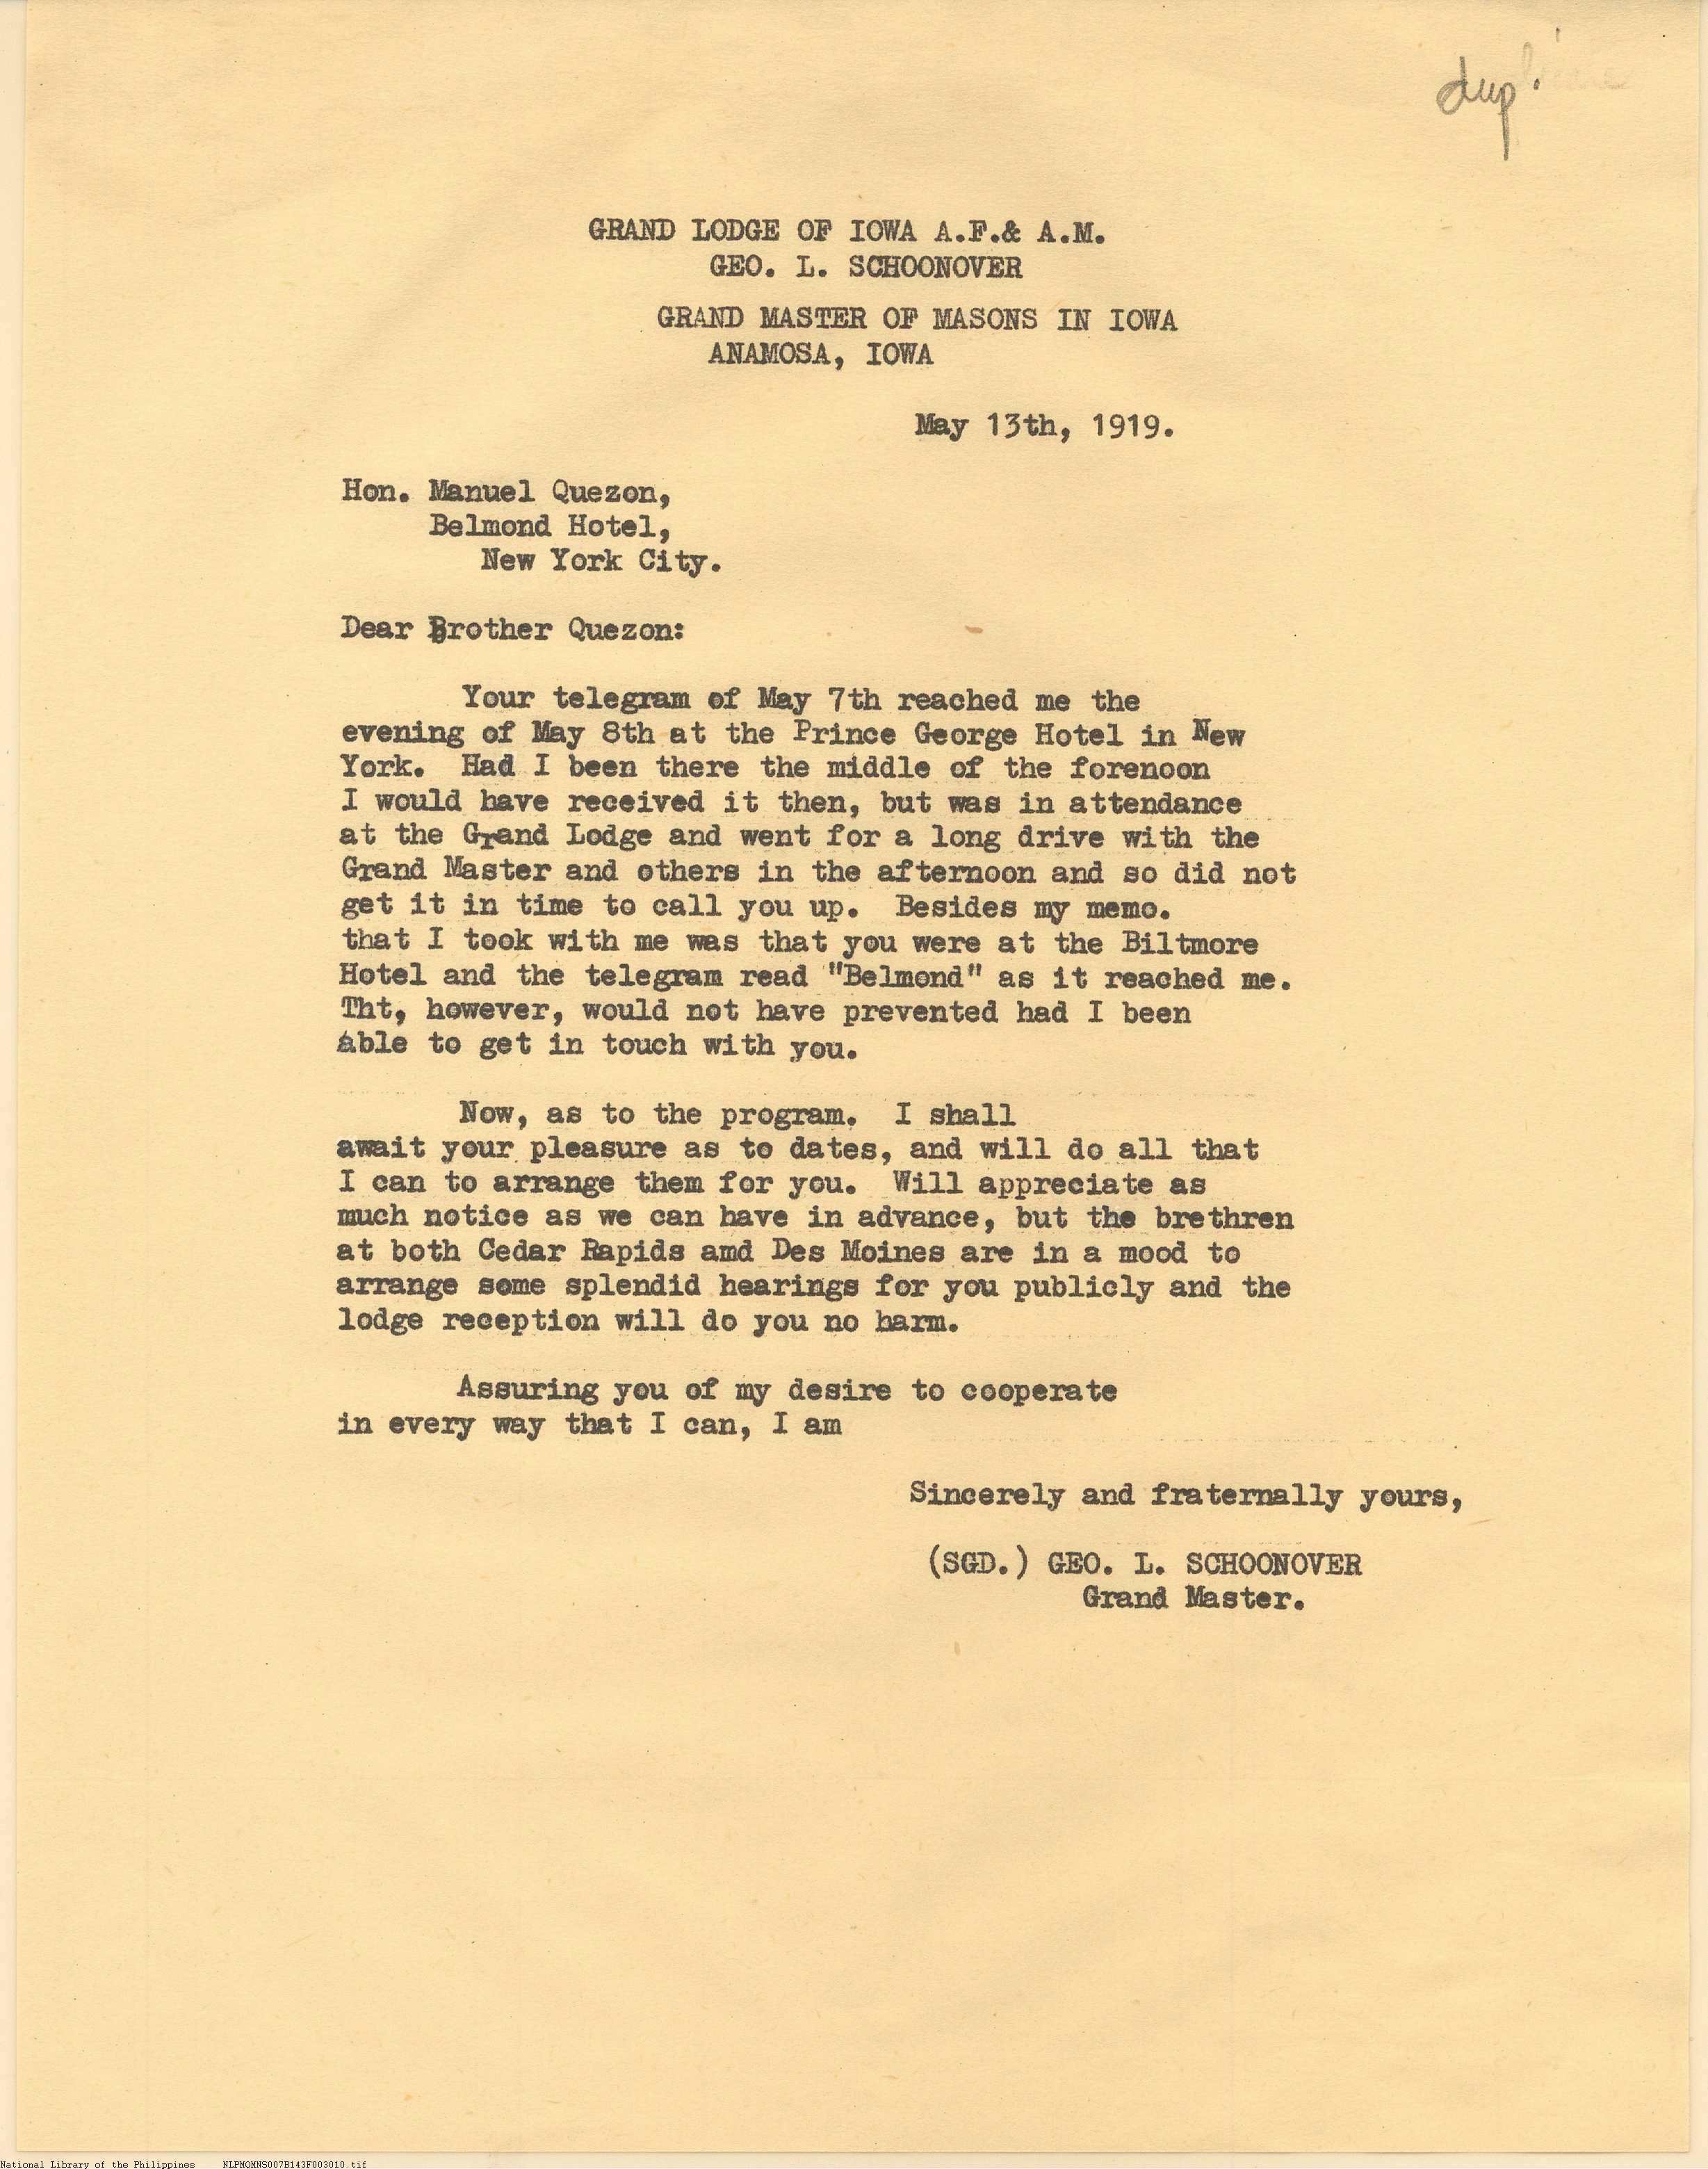 dup.
GRAND LODGE OF IOWA A.F.& A.M.
GEO. L. SCHOONOVER
GRAND MASTER OF MASONS IN IOWA
ANAMOSA, IOWA
May 13th, 1919.
Hon. Manuel Quezon,
Belmond Hotel,
New York City.
Dear Brother Quezon:
Your telegram of May 7th reached me the
evening of May 8th at the Prince George Hotel in New
York. Had I been there the middle of the forenoon
I would have received it then, but was in attendance
at the Grand Lodge and went for a long drive with the
Grand Master and others in the afternoon and so did not
get it in time to call you up. Besides my memo.
that I took with me was that you were at the Biltmore
Hotel and the telegram read "Belmond" as it reached me.
Tht, however, would not have prevented had I been
able to get in touch with you.
Now, as to the program. I shall
await your pleasure as to dates, and will do all that
I can to arrange them for you. Will appreciate as
much notice as we can have in advance, but the brethren
at both Cedar Rapids amd Des Moines are in a mood to
arrange some splendid hearings for you publicly and the
lodge reception will do you no harm.
Assuring you of my desire to cooperate
in every way that I can, I am
Sincerely and fraternally yours,
(SGD.) GEO. L. SCHOONOVER
Grand Master.
National Library of the Philippines NLPMQMNS007B143F003010.tif